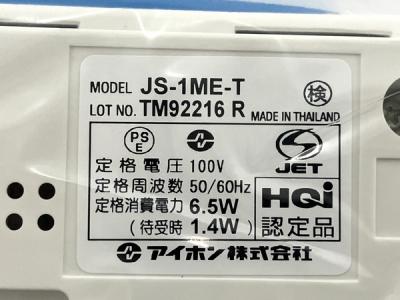 MODEL JS-1ME-T
検
LOT NO. TM92216 R MADE IN THAILAND
PS
E
JET
定格電圧 100V
定格周波数 50/60Hz
定格消費電力 6.5W
(待受時) 1.4W
HQi
認定品
アイホン株式会社